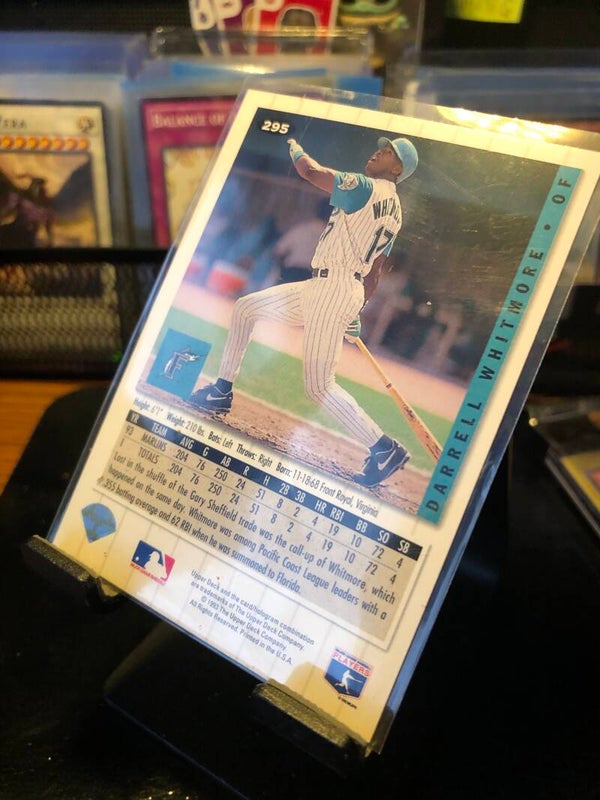 BALANCE OF
295
WHIT
17
DARRELL WHITMORE • OF
F
Height: 6'1" Weight: 210 lbs. Bats: Left Throws: Right Born: 11-18-68 Front Royal, Virginia
YR TEAM AVG G AB R H 2B 3B HR RBI BB SO SB
93 MARLINS .204 76 250 24 51 8 2 4 19 10 72 4
1 TOTALS .204 76 250 24 51 8 2 4 19 10 72 4
Lost in the shuffle of the Gary Sheffield trade was the call-up of Whitmore, which
happened on the same day. Whitmore was among Pacific Coast League leaders with a
.355 batting average and 62 RBI when he was summoned to Florida.
Upper Deck and the card/hologram combination
are trademarks of The Upper Deck Company.
© 1993 The Upper Deck Company.
All Rights Reserved. Printed in the U.S.A.
PLAYERS